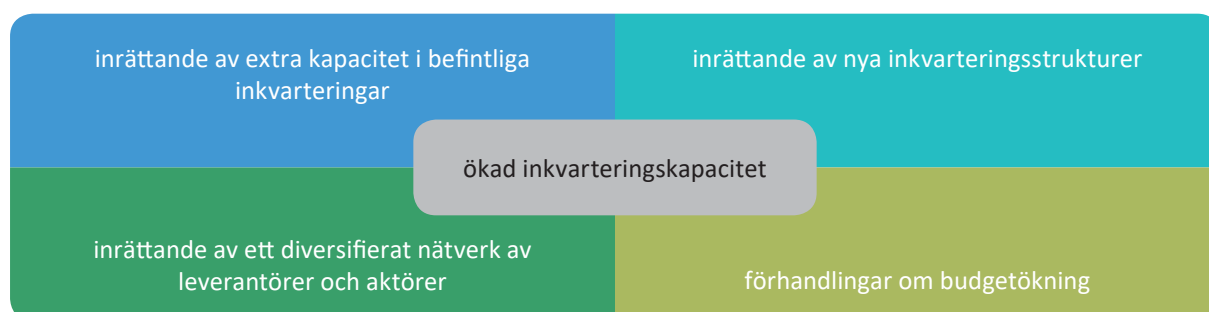 inrättande av extra kapacitet i befintliga
inkvarteringar
inrättande av nya inkvarteringsstrukturer
ökad inkvarteringskapacitet
inrättande av ett diversifierat nätverk av
leverantörer och aktörer
förhandlingar om budgetökning